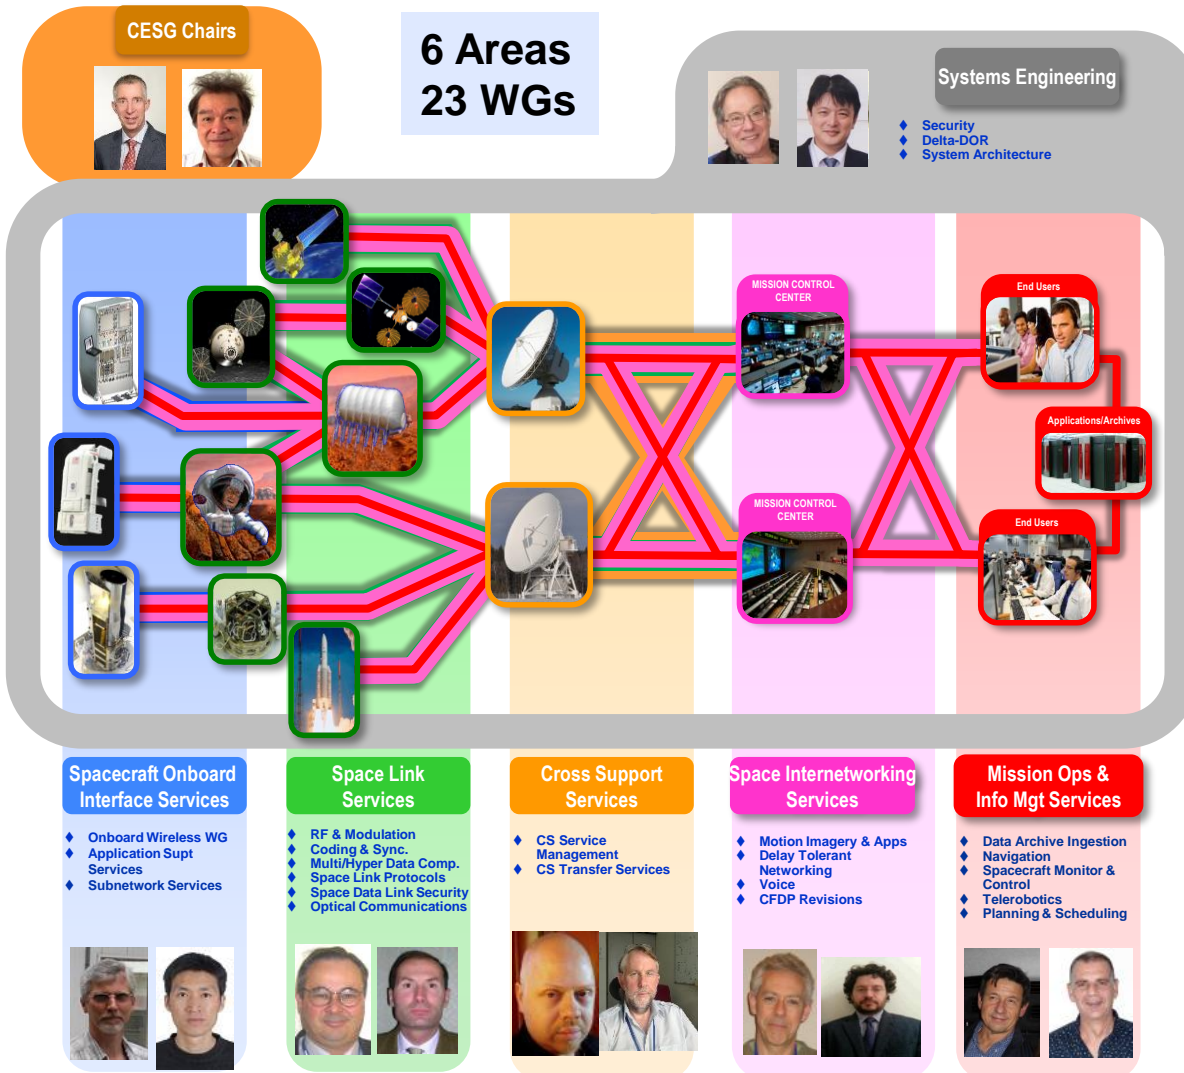 CESG Chairs
6 Areas
23 WGs
Systems Engineering
♦ Security
♦ Delta-DOR
♦ System Architecture
MISSION CONTROL
CENTER
End Users
Applications/Archives
MISSION CONTROL
CENTER
End Users
Spacecraft Onboard
Interface Services
♦ Onboard Wireless WG
♦ Application Supt
Services
♦ Subnetwork Services
Space Link
Services
♦ RF & Modulation
♦ Coding & Sync.
♦ Multi/Hyper Data Comp.
♦ Space Link Protocols
♦ Space Data Link Security
♦ Optical Communications
Cross Support
Services
♦ CS Service
Management
♦ CS Transfer Services
Space Internetworking
Services
♦ Motion Imagery & Apps
♦ Delay Tolerant
Networking
♦ Voice
♦ CFDP Revisions
Mission Ops &
Info Mgt Services
♦ Data Archive Ingestion
♦ Navigation
♦ Spacecraft Monitor &
Control
♦ Telerobotics
♦ Planning & Scheduling